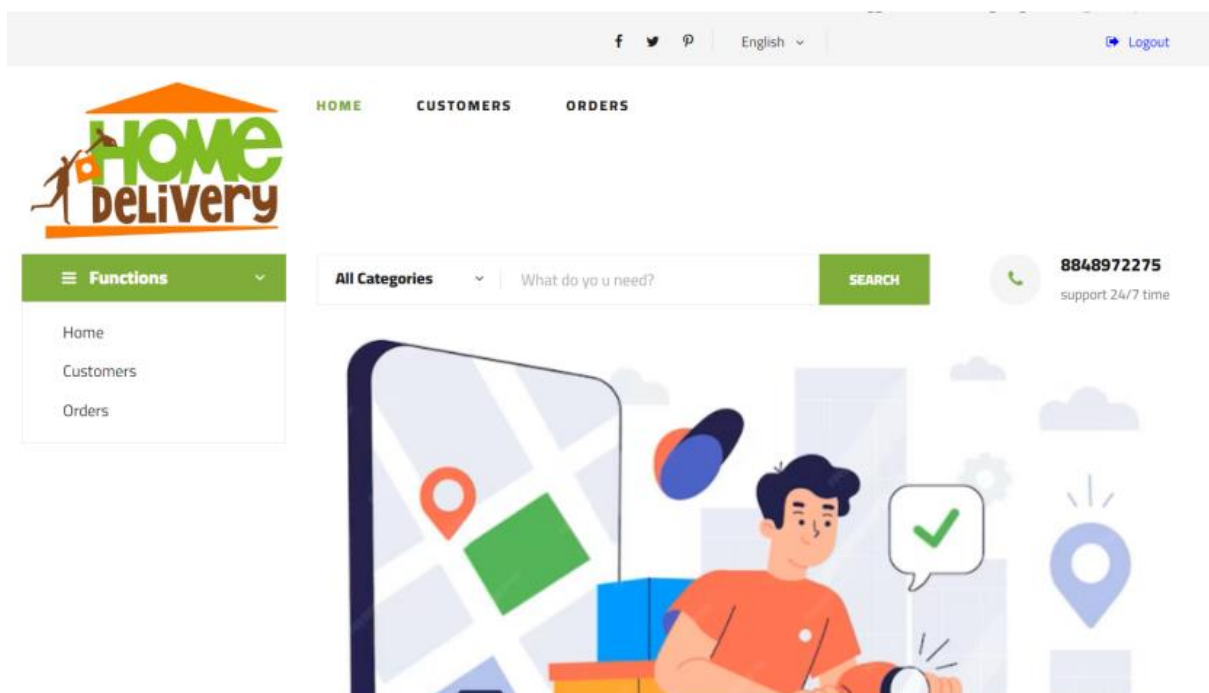 English
Logout
HOME CUSTOMERS ORDERS
HOME
DELIVERY
Functions
All Categories
What do yo u need?
SEARCH
8848972275
support 24/7 time
Home
Customers
Orders